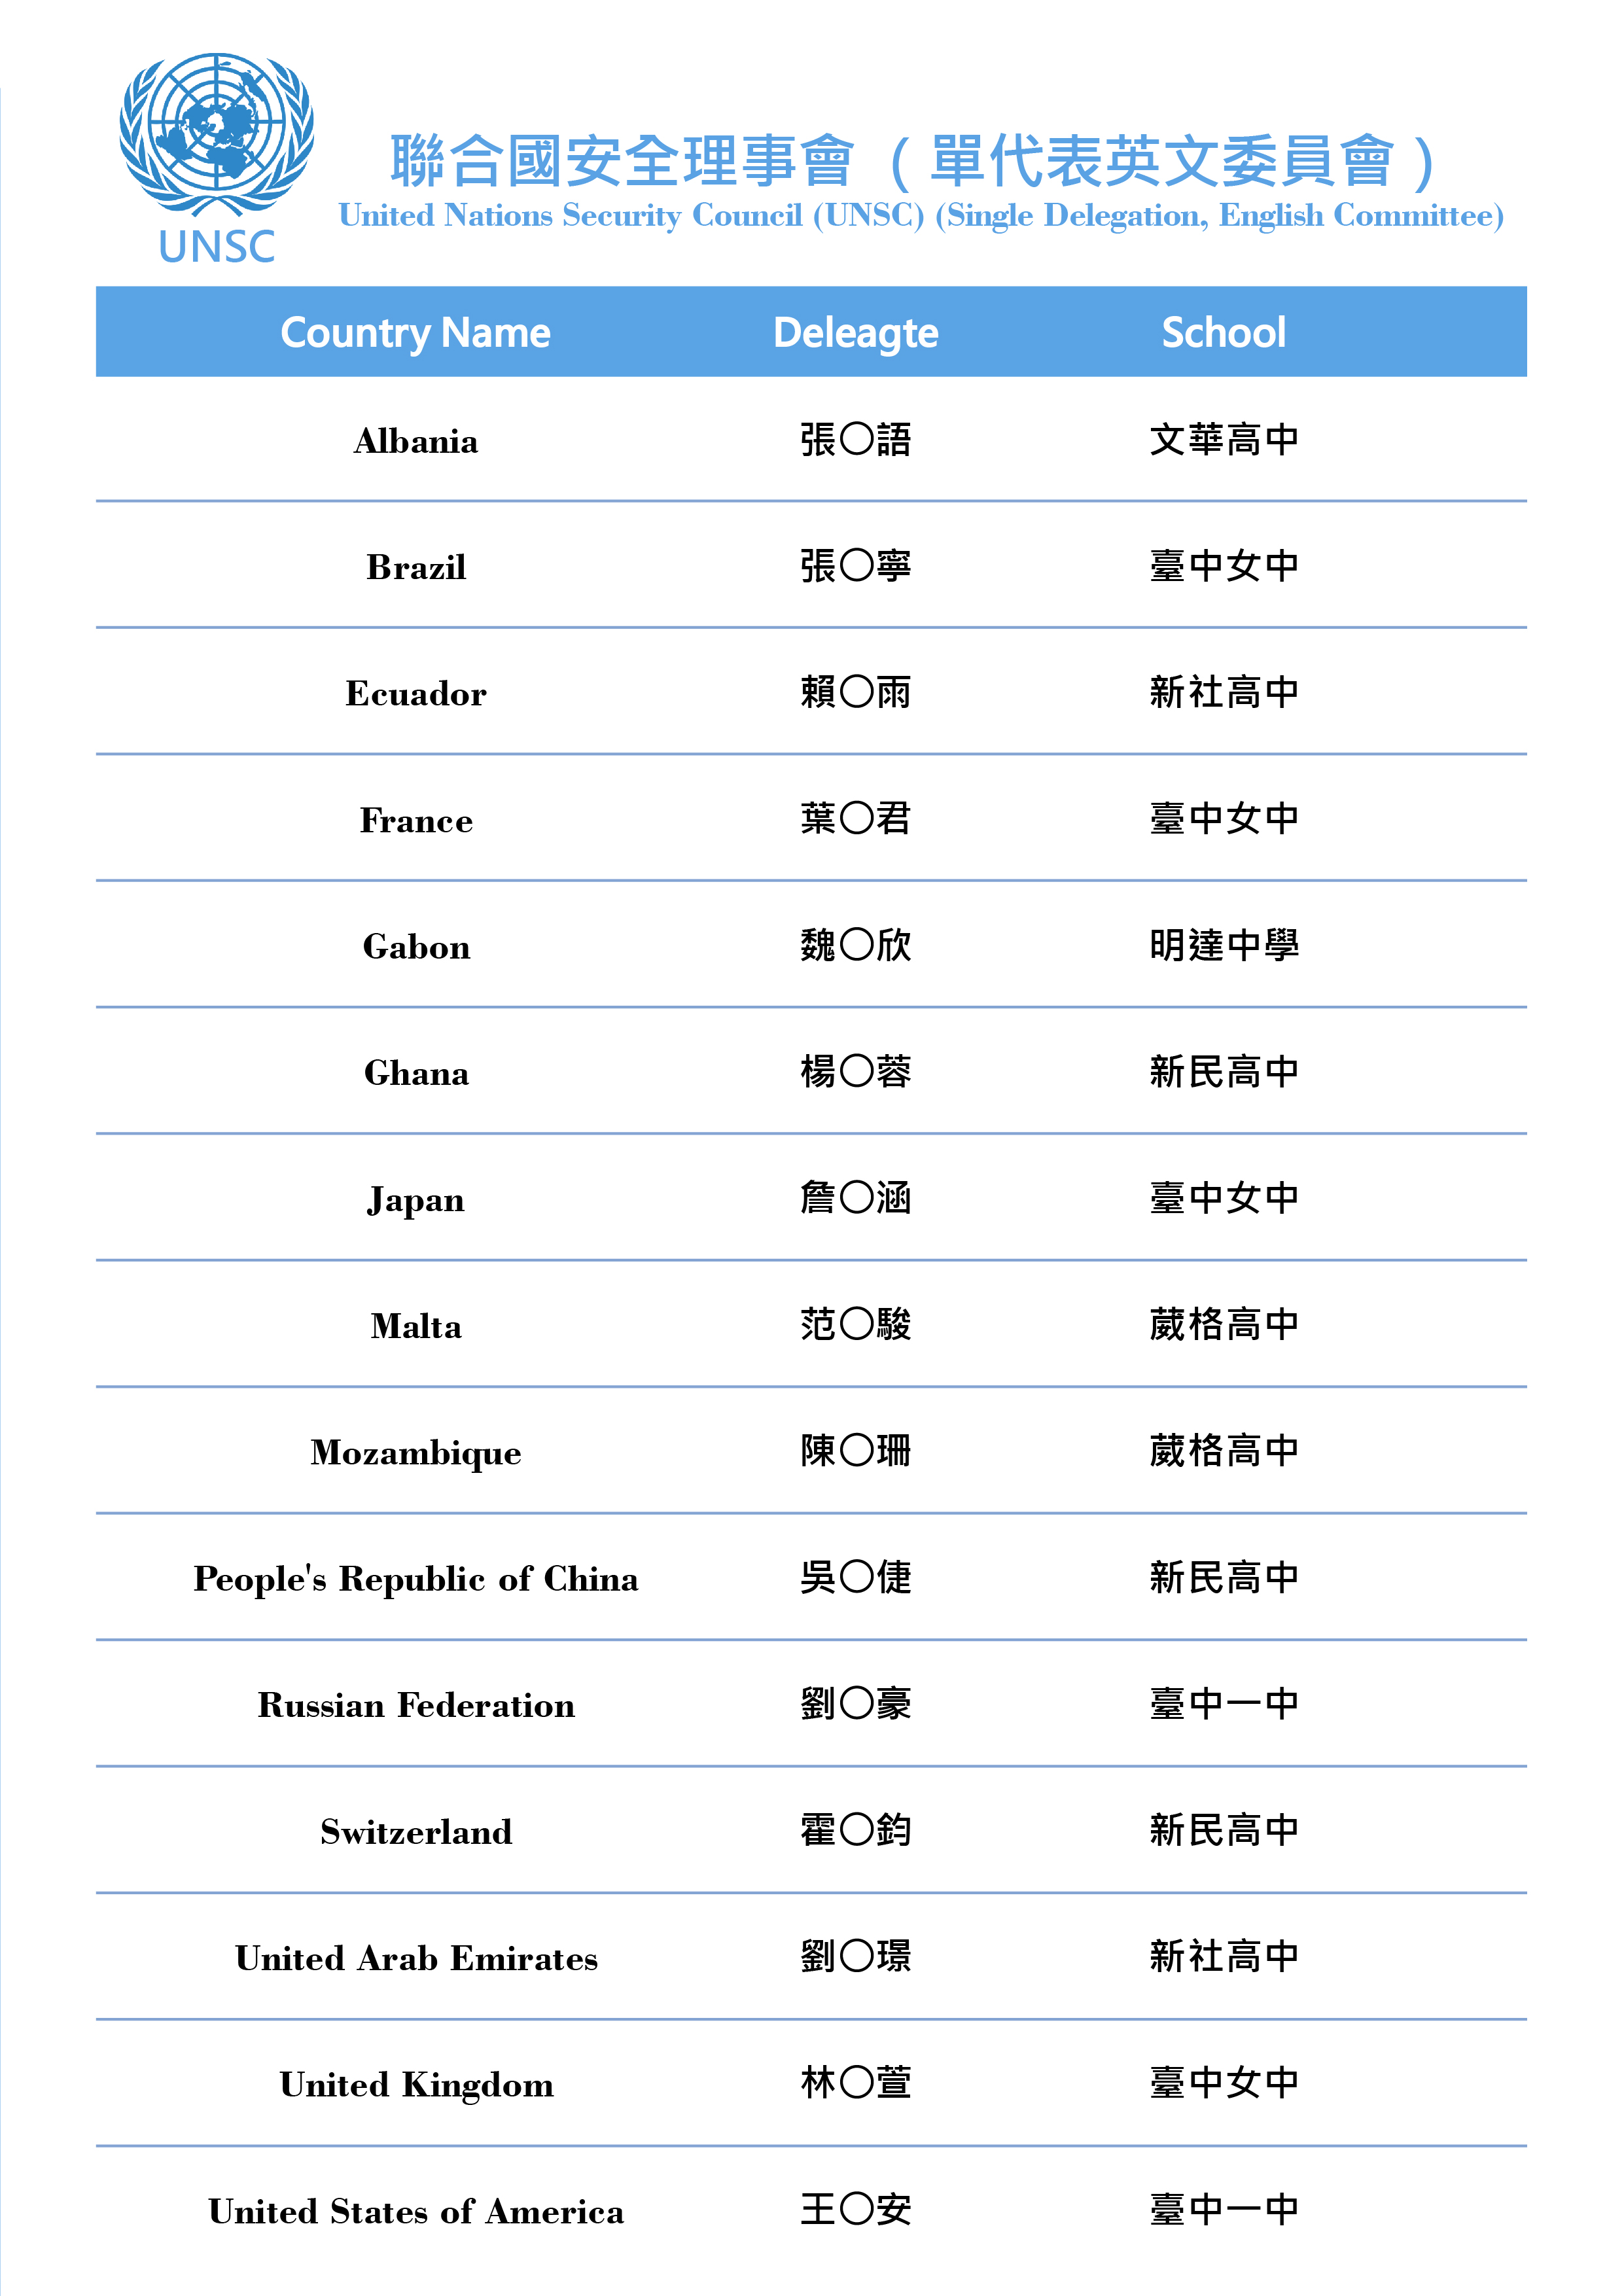 聯合國安全理事會 ( 單代表英文委員會 )
United Nations Security Council (UNSC) (Single Delegation, English Committee)
UNSC
Country Name Deleagte School
Albania 張〇語 文華高中
Brazil 張〇寧 臺中女中
Ecuador 賴〇雨 新社高中
France 葉〇君 臺中女中
Gabon 魏〇欣 明達中學
Ghana 楊〇蓉 新民高中
Japan 詹〇涵 臺中女中
Malta 范〇駿 葳格高中
Mozambique 陳〇珊 葳格高中
People's Republic of China 吳〇倢 新民高中
Russian Federation 劉〇豪 臺中一中
Switzerland 霍〇鈞 新民高中
United Arab Emirates 劉〇璟 新社高中
United Kingdom 林〇萱 臺中女中
United States of America 王〇安 臺中一中